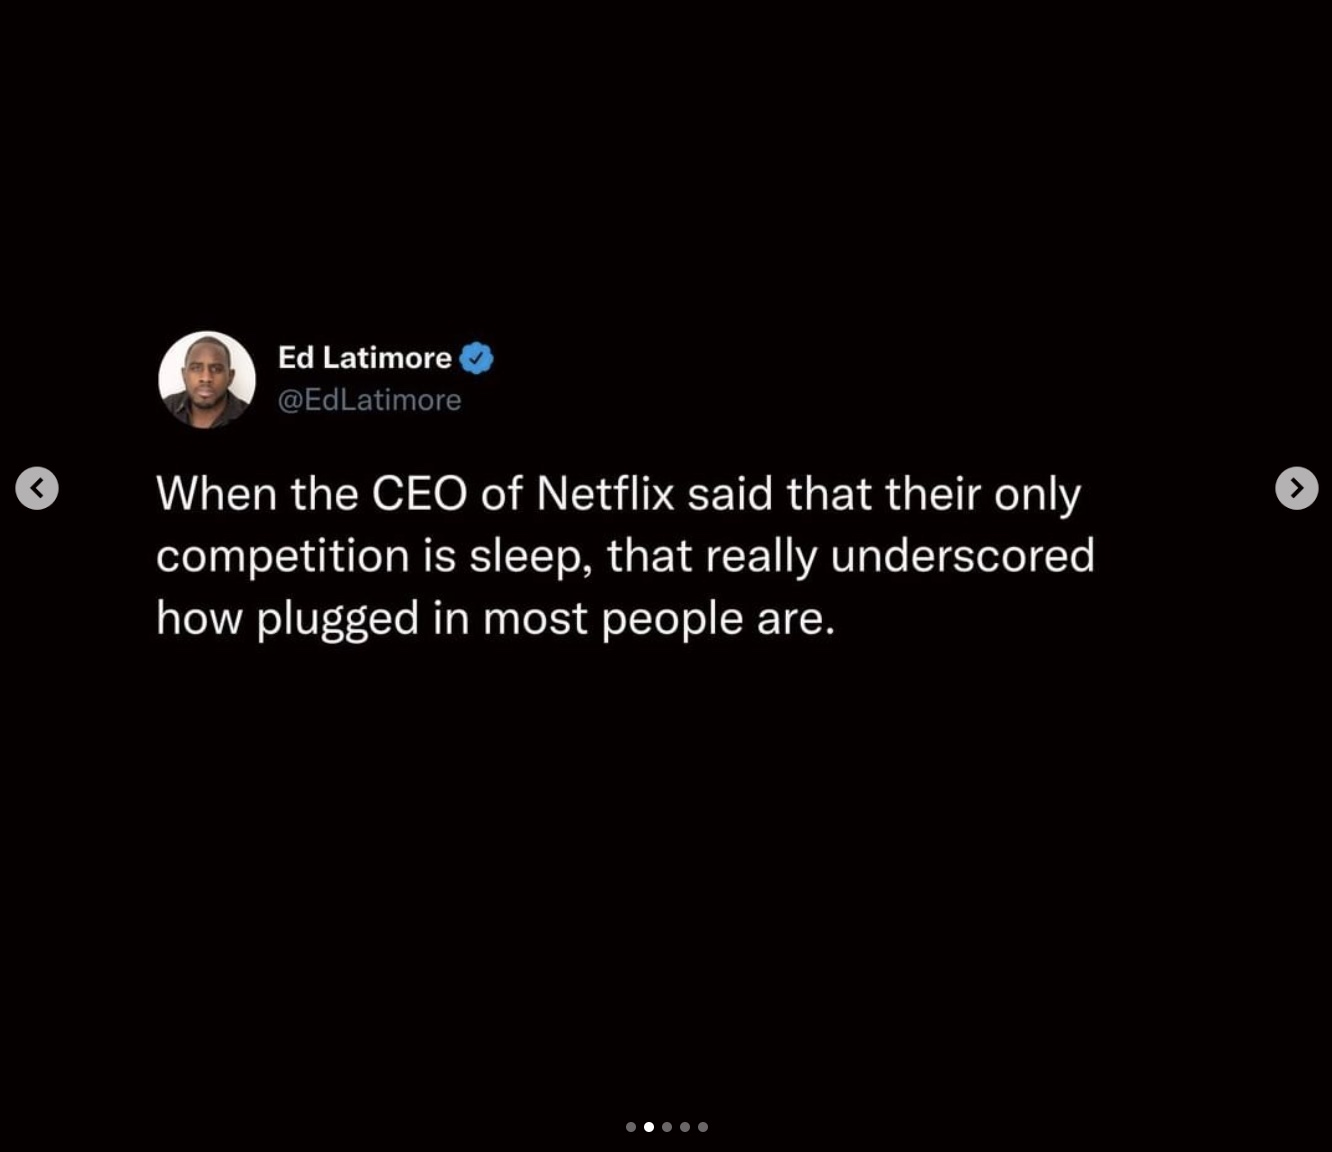 Ed Latimore
@EdLatimore
When the CEO of Netflix said that their only
competition is sleep, that really underscored
how plugged in most people are.